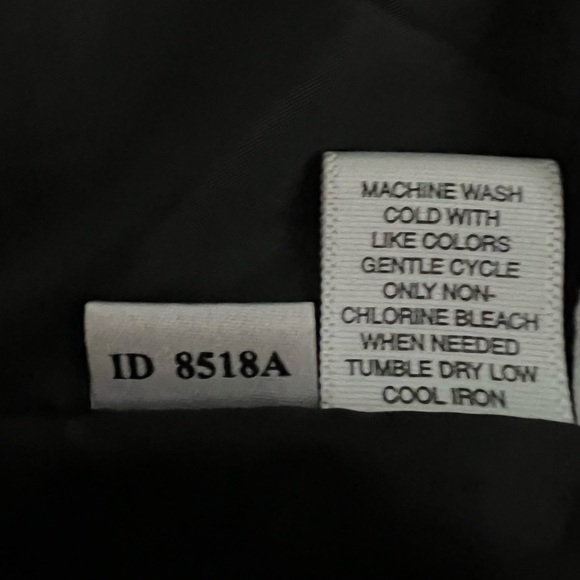 ID 8518A
MACHINE WASH
COLD WITH
LIKE COLORS
GENTLE CYCLE
ONLY NON-
CHLORINE BLEACH
WHEN NEEDED
TUMBLE DRY LOW
COOL IRON